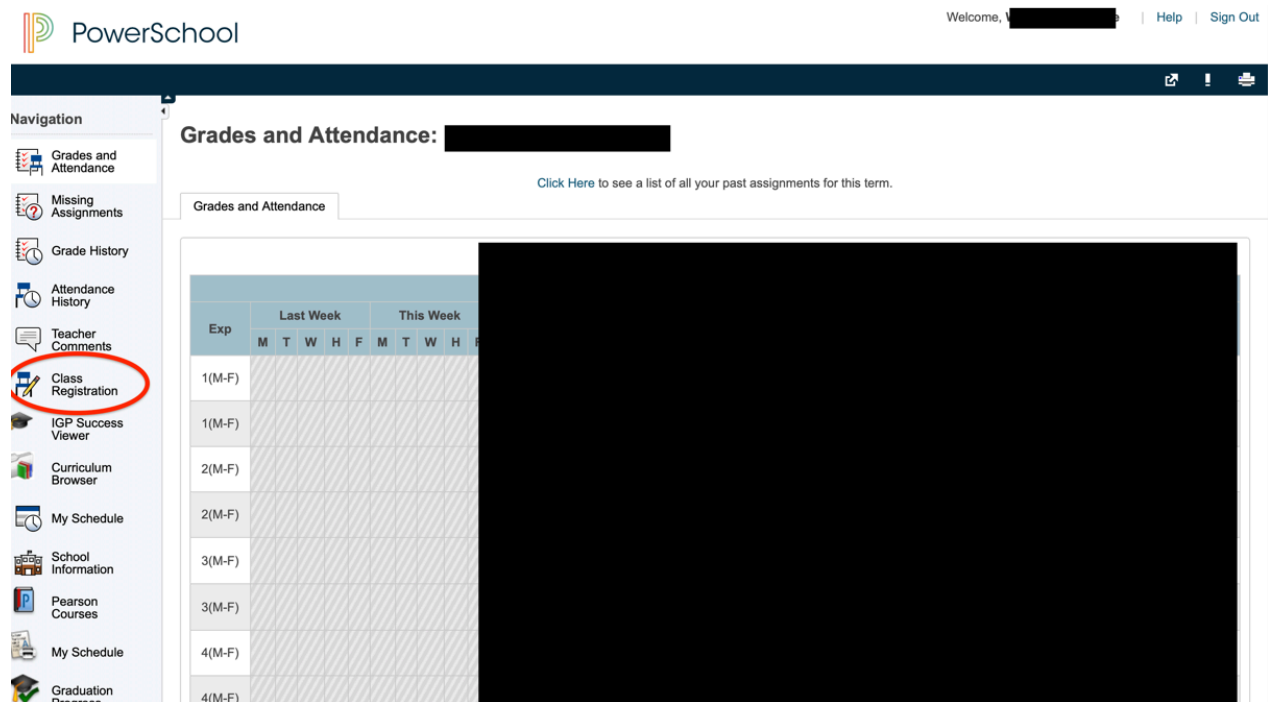 Welcome,
Help
Sign Out
PowerSchool
Navigation
Grades and
Attendance
Missing
Assignments
Grade History
Attendance
History
Teacher
Comments
Class
Registration
IGP Success
Viewer
Curriculum
Browser
My Schedule
School
Information
Pearson
Courses
My Schedule
Graduation
Progress
Grades and Attendance:
Click Here to see a list of all your past assignments for this term.
Grades and Attendance
Exp
Last Week
This Week
M T W H F M T W H F
1(M-F)
1(M-F)
2(M-F)
2(M-F)
3(M-F)
3(M-F)
4(M-F)
4(M-F)